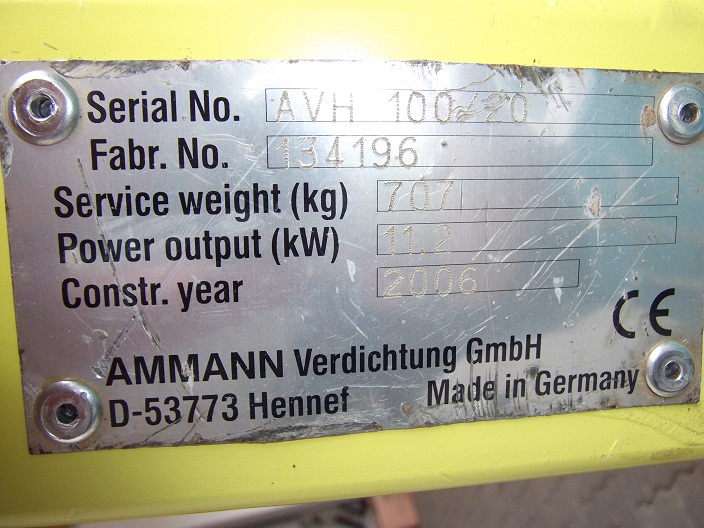 Serial No. AVH 100-20
Fabr. No. 134196
Service weight (kg) 707
Power output (kW) 11.2
Constr. year 2006
CE
AMMANN Verdichtung GmbH
D-53773 Hennef Made in Germany